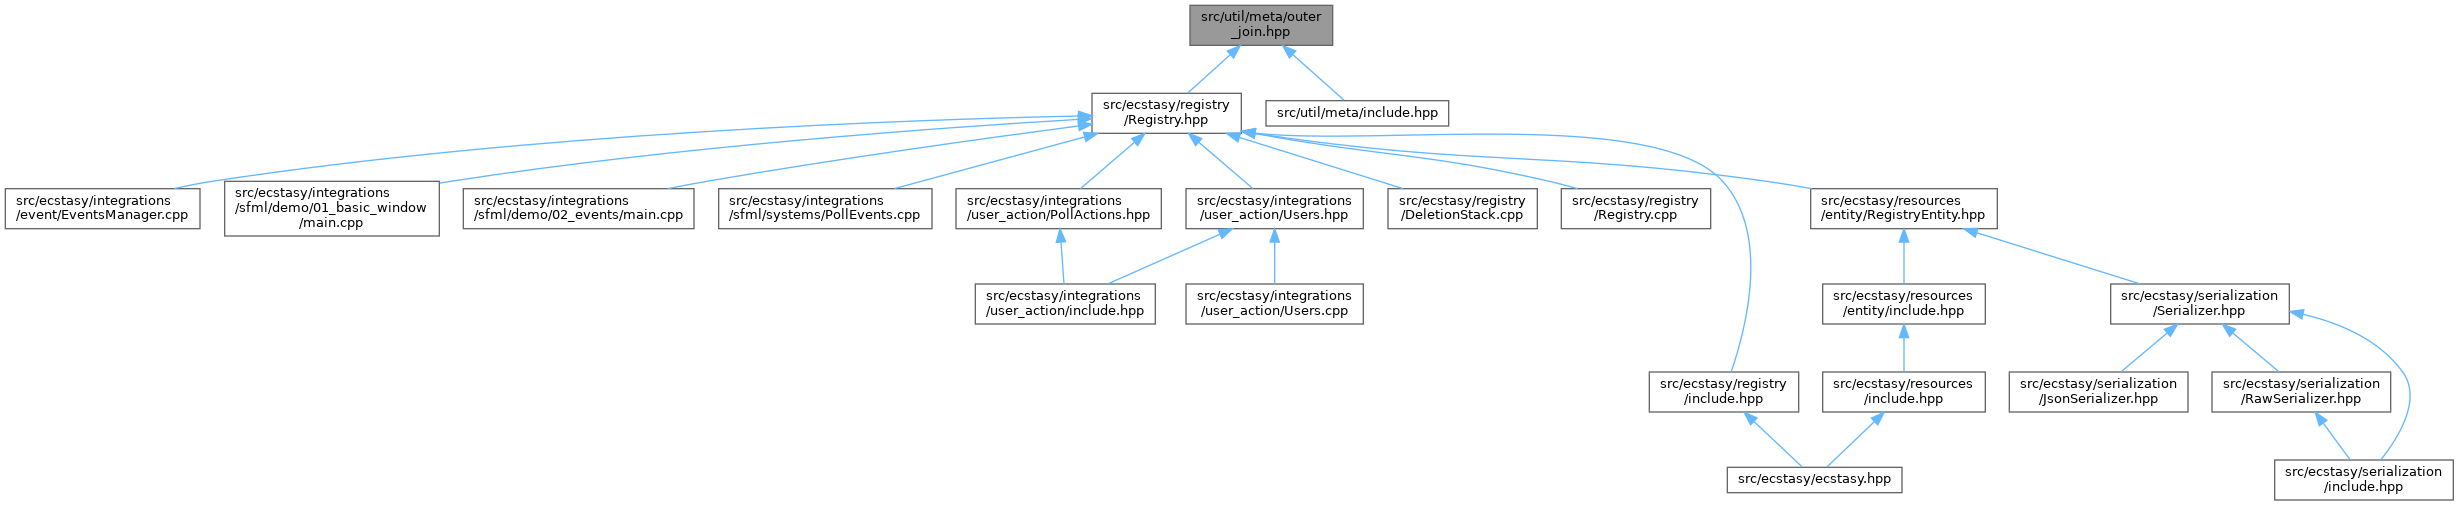 src/util/meta/outer
_join.hpp
src/ecstasy/registry
/Registry.hpp
src/util/meta/include.hpp
src/ecstasy/integrations
/event/EventsManager.cpp
src/ecstasy/integrations
/sfml/demo/01_basic_window
/main.cpp
src/ecstasy/integrations
/sfml/demo/02_events/main.cpp
src/ecstasy/integrations
/sfml/systems/PollEvents.cpp
src/ecstasy/integrations
/user_action/PollActions.hpp
src/ecstasy/integrations
/user_action/Users.hpp
src/ecstasy/registry
/DeletionStack.cpp
src/ecstasy/registry
/Registry.cpp
src/ecstasy/resources
/entity/RegistryEntity.hpp
src/ecstasy/integrations
/user_action/include.hpp
src/ecstasy/integrations
/user_action/Users.cpp
src/ecstasy/resources
/entity/include.hpp
src/ecstasy/serialization
/Serializer.hpp
src/ecstasy/registry
/include.hpp
src/ecstasy/resources
/include.hpp
src/ecstasy/serialization
/JsonSerializer.hpp
src/ecstasy/serialization
/RawSerializer.hpp
src/ecstasy/ecstasy.hpp
src/ecstasy/serialization
/include.hpp